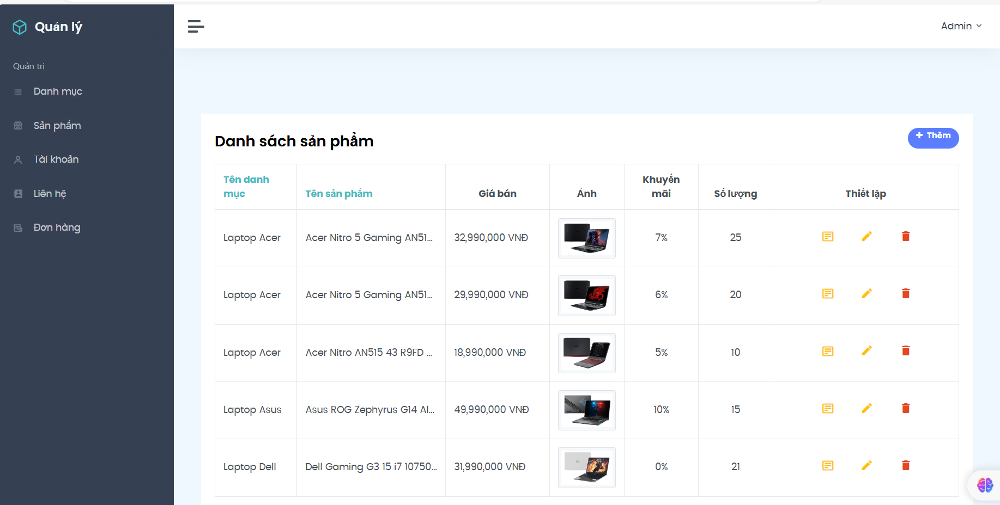 Quản lý
Admin
Quản trị
Danh mục
Sản phẩm
Tài khoản
Liên hệ
Đơn hàng
Danh sách sản phẩm
+ Thêm
Tên danh
mục
Tên sản phẩm
Giá bán
Ảnh
Khuyến
mãi
Số lượng
Thiết lập
Laptop Acer
Acer Nitro 5 Gaming AN51...
32,990,000 VNĐ
7%
25
Laptop Acer
Acer Nitro 5 Gaming AN51...
29,990,000 VNĐ
6%
20
Laptop Acer
Acer Nitro AN515 43 R9FD ...
18,990,000 VNĐ
5%
10
Laptop Asus
Asus ROG Zephyrus G14 Al...
49,990,000 VNĐ
10%
15
Laptop Dell
Dell Gaming G3 15 i7 10750...
31,990,000 VNĐ
0%
21